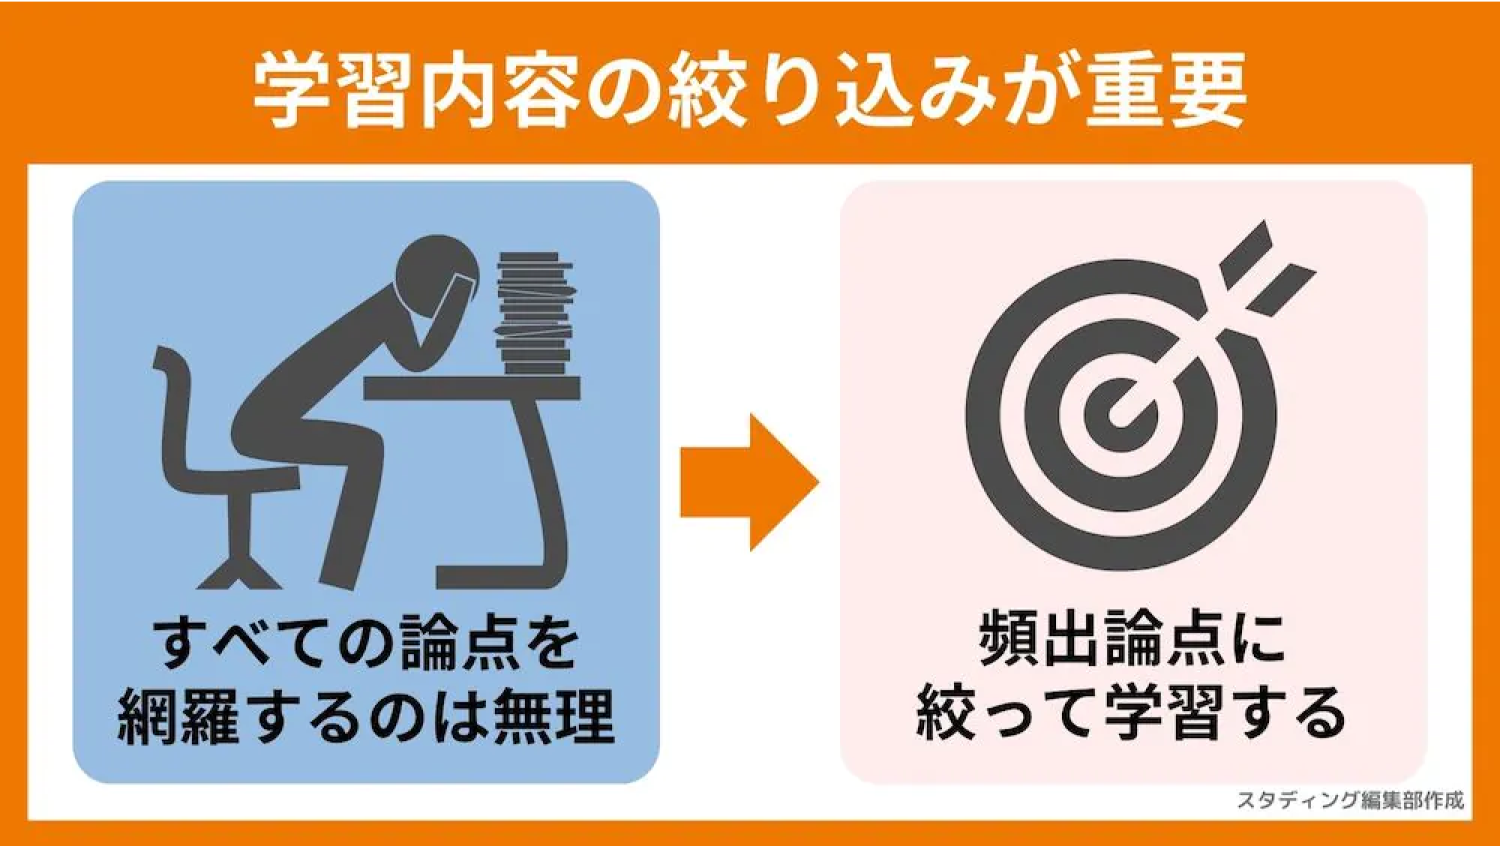 学習内容の絞り込みが重要
すべての論点を
網羅するのは無理
頻出論点に
絞って学習する
スタディング編集部作成